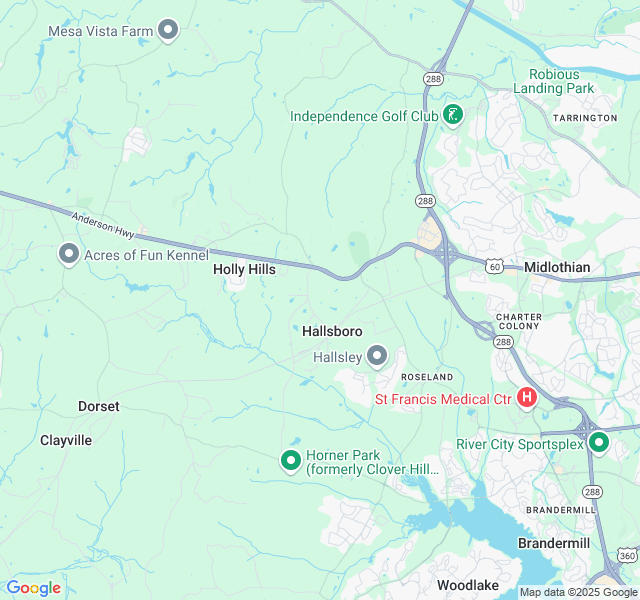 Mesa Vista Farm
288
Robious
Landing Park
Independence Golf Club
TARRINGTON
288
Anderson Hwy
Acres of Fun Kennel
Holly Hills
60
Midlothian
CHARTER
COLONY
Hallsboro
288
Hallsley
ROSELAND
St Francis Medical Ctr
H
Dorset
Clayville
River City Sportsplex
Horner Park
(formerly Clover Hill...
288
BRANDERMILL
Brandermill
360
Woodlake
Google
Map data ©2025 Google